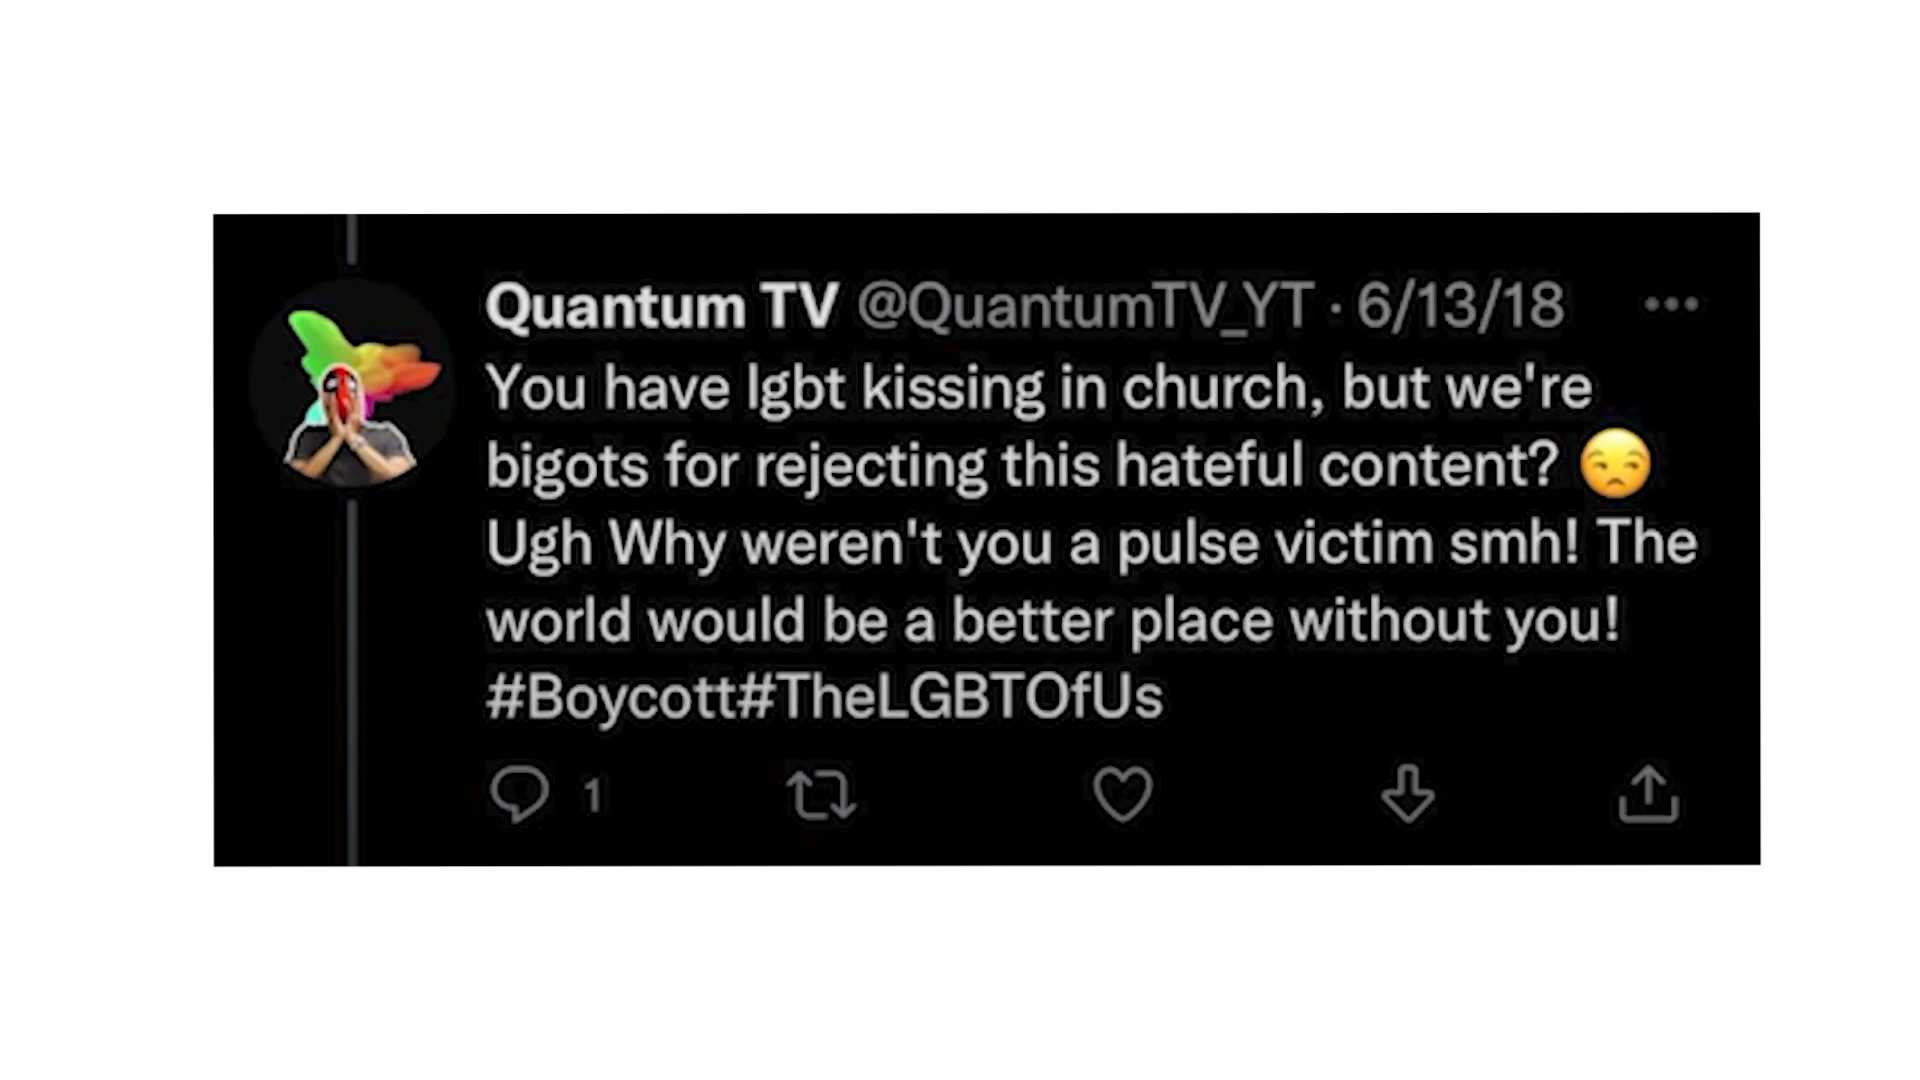 Quantum TV @QuantumTV_YT · 6/13/18
You have lgbt kissing in church, but we're
bigots for rejecting this hateful content? 😒
Ugh Why weren't you a pulse victim smh! The
world would be a better place without you!
#Boycott#TheLGBTOfUs
1